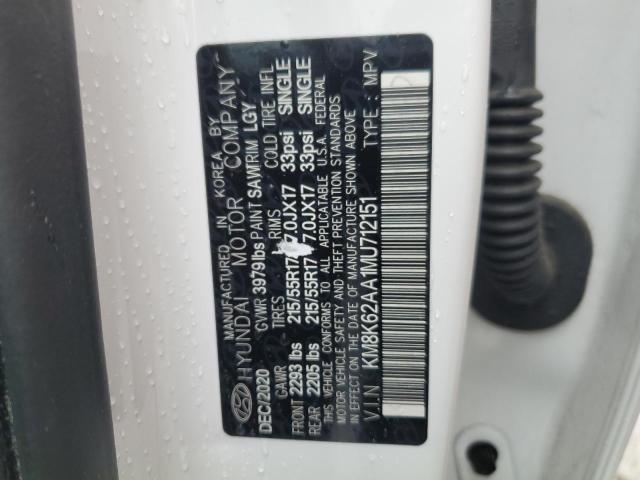 MANUFACTURED IN KOREA BY
HYUNDAI MOTOR COMPANY
DEC/2020 GVWR 3979lbs PAINT SAW TRIM LGY
GAWR TIRES RIMS COLD TIRE INFL
FRONT 2293 lbs 215/55R17 7.0JX17 33psi SINGLE
REAR 2205 lbs 215/55R17 7.0JX17 33psi SINGLE
THIS VEHICLE CONFORMS TO ALL APPLICABLE U.S.A. FEDERAL
MOTOR VEHICLE SAFETY, BUMPER, AND THEFT PREVENTION STANDARDS
IN EFFECT ON THE DATE OF MANUFACTURE SHOWN ABOVE
V.I.N KM8K62AA1MU712151 TYPE : MPV